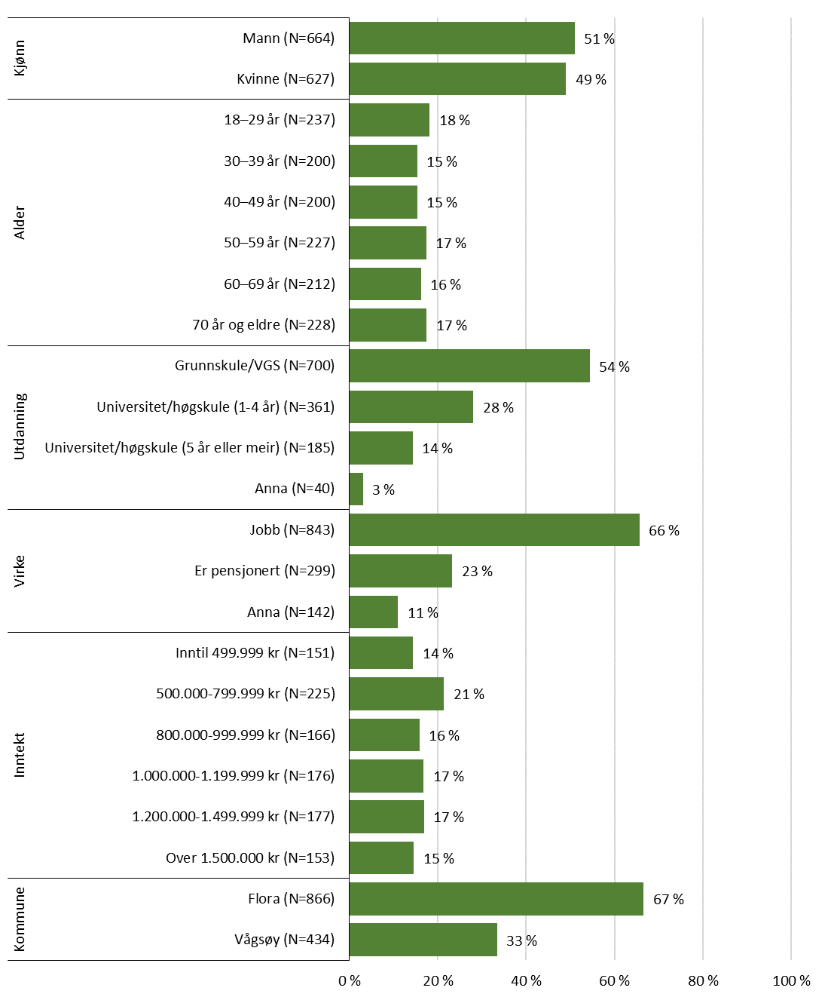 Kjønn
Mann (N=664) 51 %
Kvinne (N=627) 49 %
Alder
18–29 år (N=237) 18 %
30–39 år (N=200) 15 %
40–49 år (N=200) 15 %
50–59 år (N=227) 17 %
60–69 år (N=212) 16 %
70 år og eldre (N=228) 17 %
Utdanning
Grunnskule/VGS (N=700) 54 %
Universitet/høgskule (1-4 år) (N=361) 28 %
Universitet/høgskule (5 år eller meir) (N=185) 14 %
Anna (N=40) 3 %
Virke
Jobb (N=843) 66 %
Er pensjonert (N=299) 23 %
Anna (N=142) 11 %
Inntekt
Inntil 499.999 kr (N=151) 14 %
500.000-799.999 kr (N=225) 21 %
800.000-999.999 kr (N=166) 16 %
1.000.000-1.199.999 kr (N=176) 17 %
1.200.000-1.499.999 kr (N=177) 17 %
Over 1.500.000 kr (N=153) 15 %
Kommune
Flora (N=866) 67 %
Vågsøy (N=434) 33 %
0 % 20 % 40 % 60 % 80 % 100 %